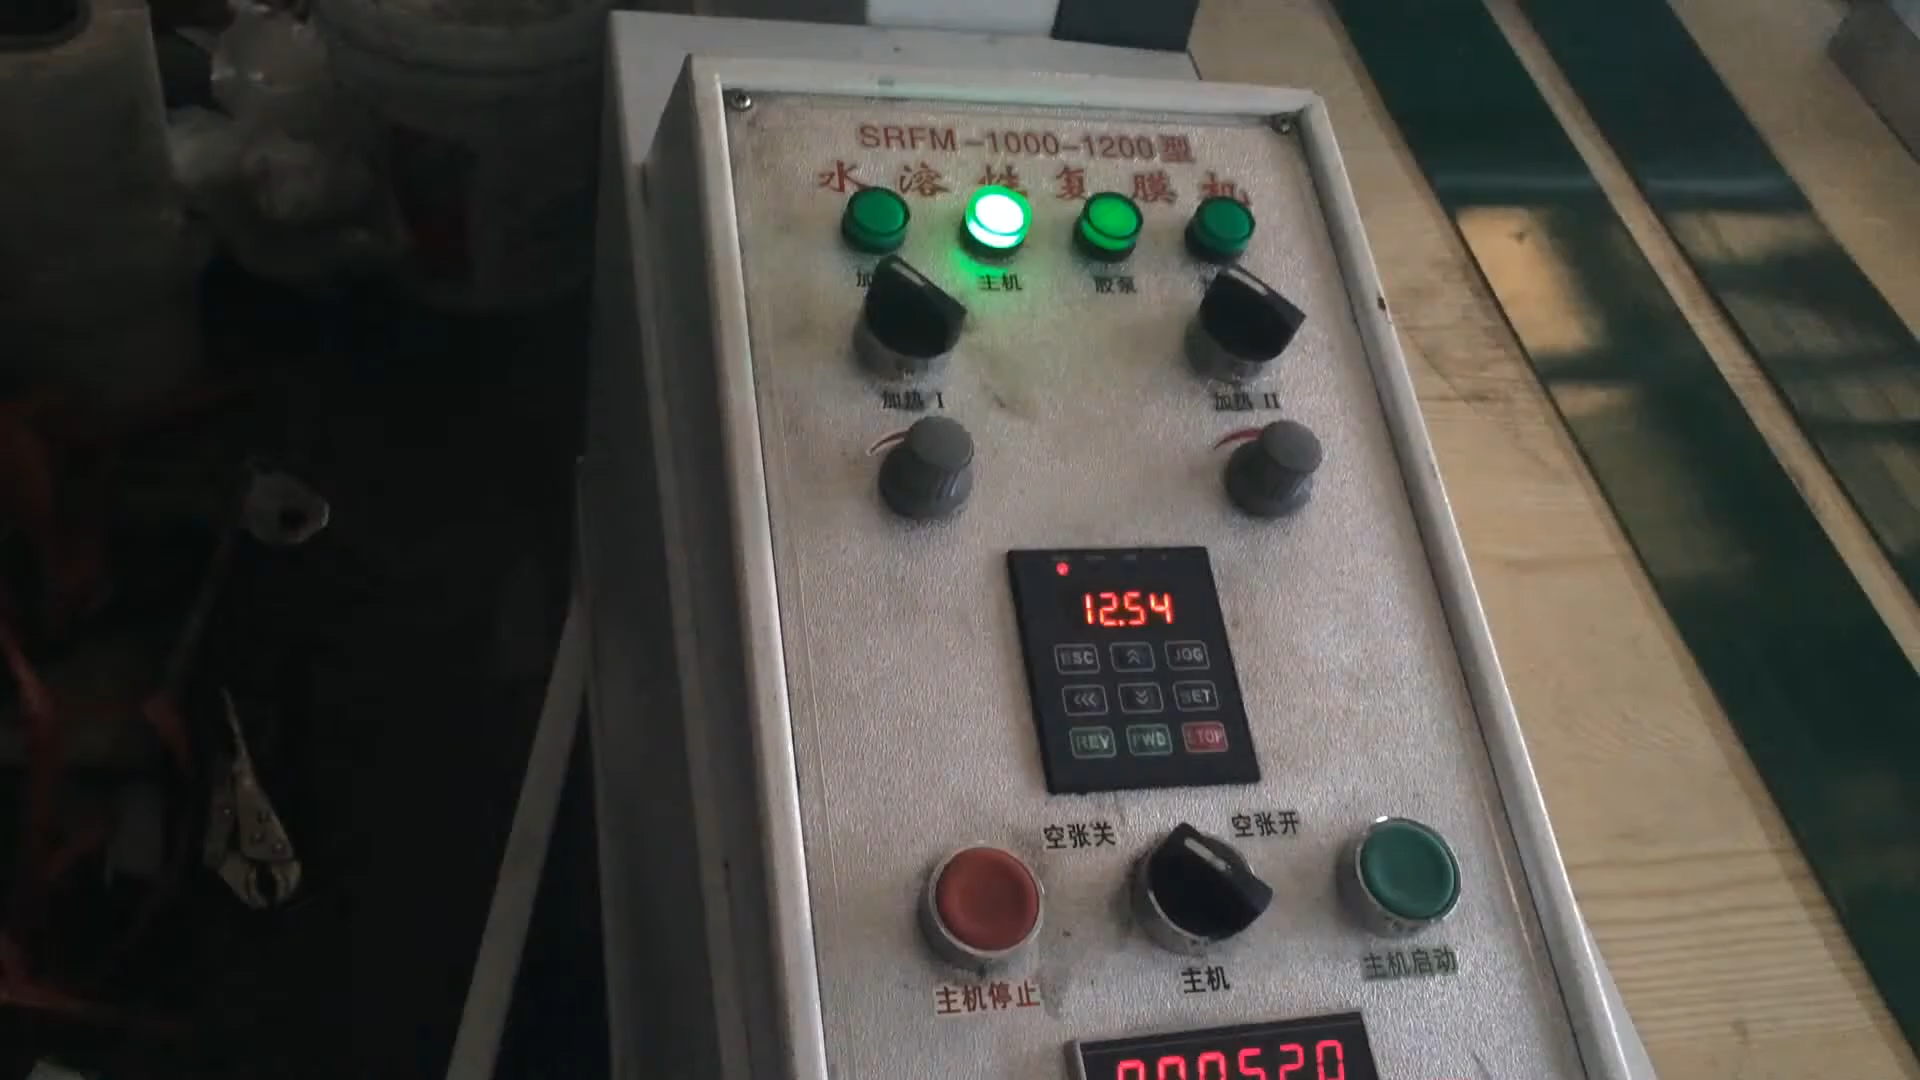 SRFM-1000-1200型
水溶性复膜机
主机 胶泵
加热 I 加热 II
12.54
ESC JOG
SET
REV FWD STOP
空张关 空张开
主机停止 主机 主机启动
000520